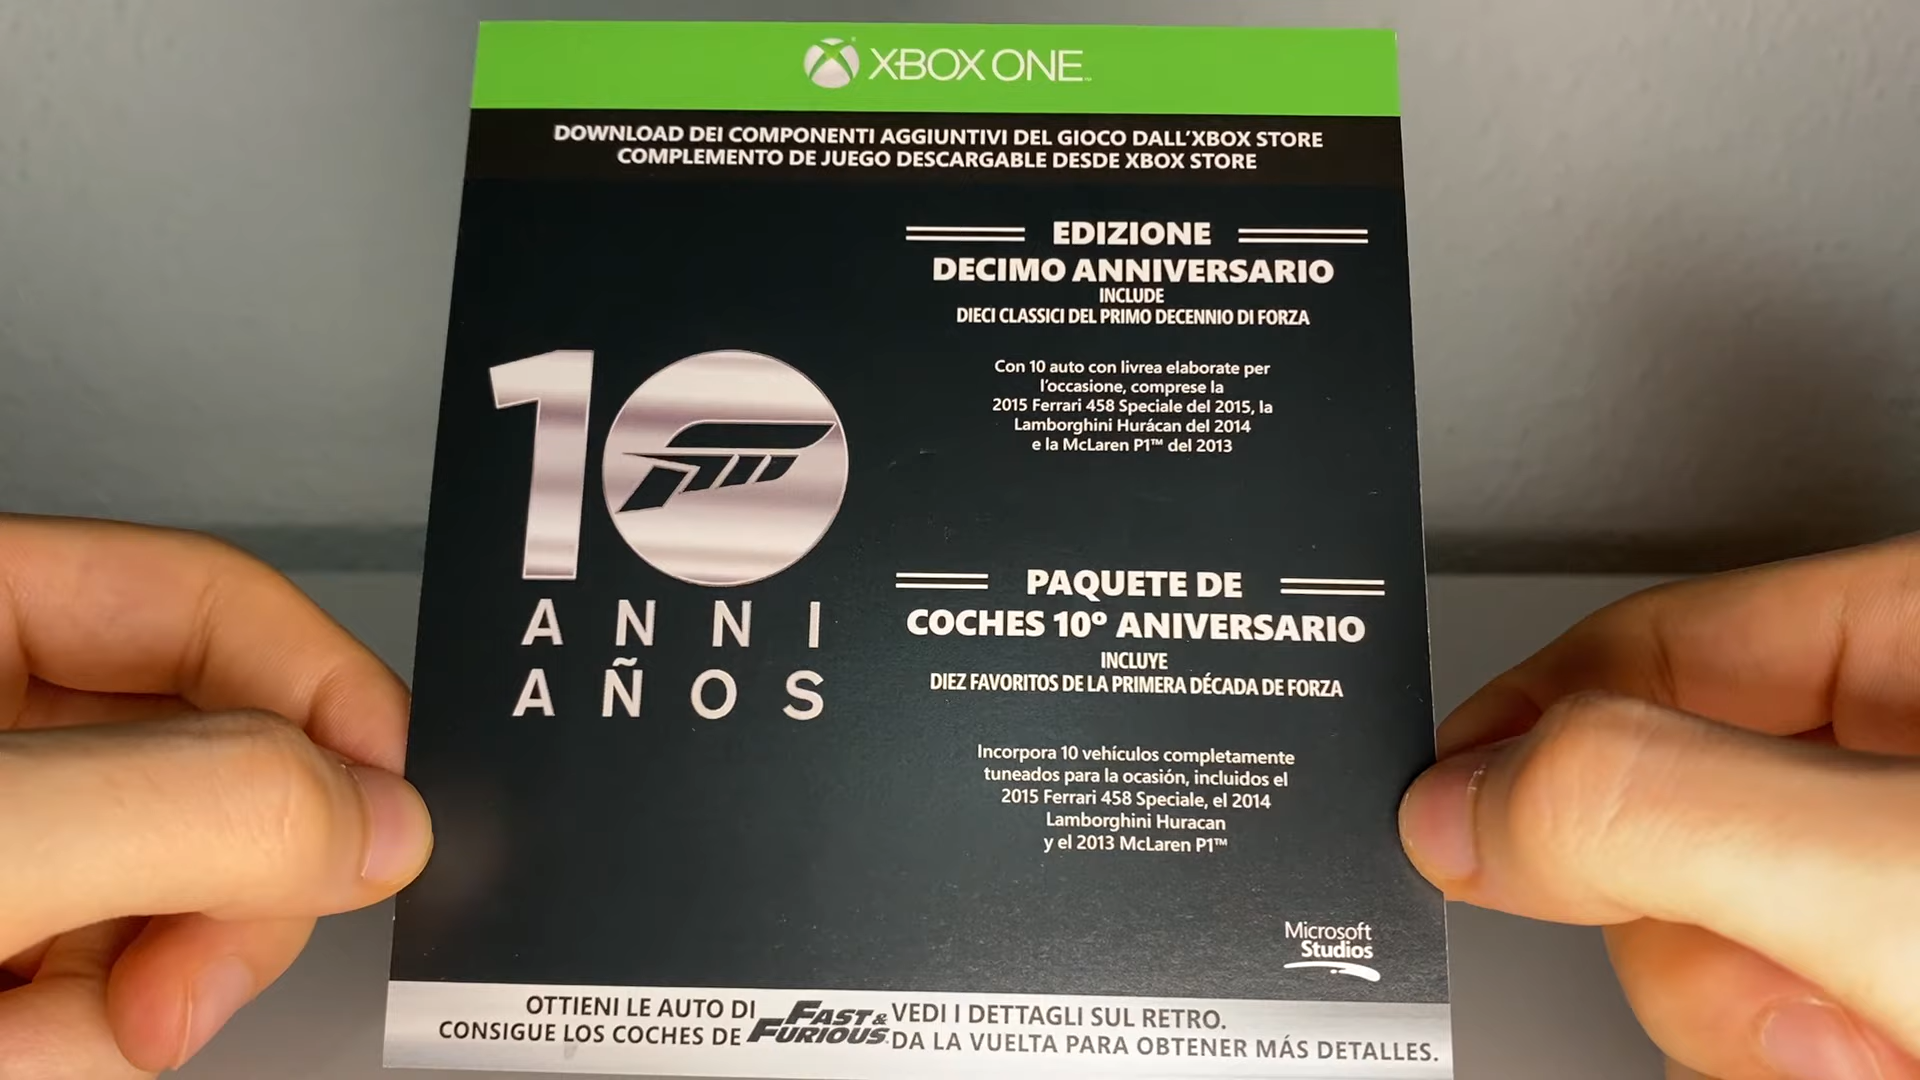 XBOX ONE™
DOWNLOAD DEI COMPONENTI AGGIUNTIVI DEL GIOCO DALL'XBOX STORE
COMPLEMENTO DE JUEGO DESCARGABLE DESDE XBOX STORE
10
ANNI
AÑOS
EDIZIONE
DECIMO ANNIVERSARIO
INCLUDE
DIECI CLASSICI DEL PRIMO DECENNIO DI FORZA
Con 10 auto con livrea elaborate per
l'occasione, comprese la
2015 Ferrari 458 Speciale del 2015, la
Lamborghini Hurácan del 2014
e la McLaren P1™ del 2013
PAQUETE DE
COCHES 10º ANIVERSARIO
INCLUYE
DIEZ FAVORITOS DE LA PRIMERA DÉCADA DE FORZA
Incorpora 10 vehículos completamente
tuneados para la ocasión, incluidos el
2015 Ferrari 458 Speciale, el 2014
Lamborghini Huracan
y el 2013 McLaren P1™
Microsoft
Studios
OTTIENI LE AUTO DI FAST & FURIOUS VEDI I DETTAGLI SUL RETRO.
CONSIGUE LOS COCHES DE DA LA VUELTA PARA OBTENER MÁS DETALLES.